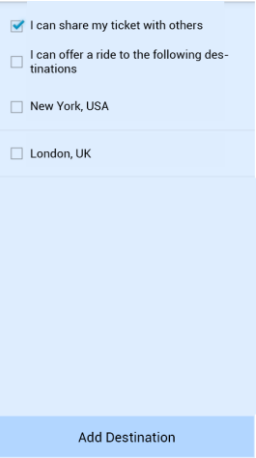 I can share my ticket with others
I can offer a ride to the following des-
tinations
New York, USA
London, UK
Add Destination